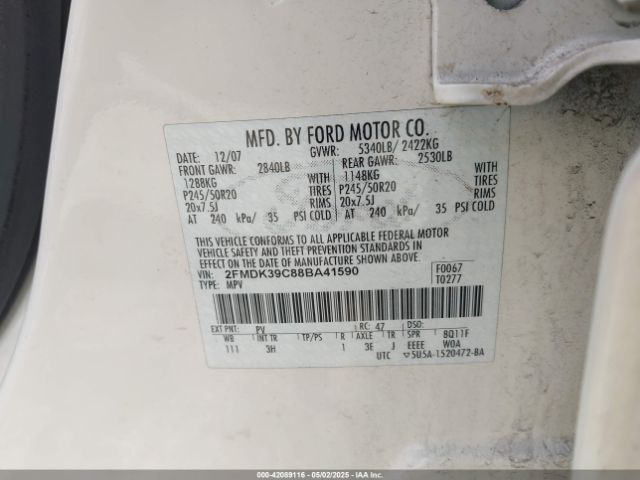 MFD. BY FORD MOTOR CO.
DATE: 12/07 GVWR: 5340LB/ 2422KG
FRONT GAWR: 2840LB REAR GAWR: 2530LB
1288KG WITH 1148KG WITH
P245/50R20 TIRES P245/50R20 TIRES
20x7.5J RIMS 20x7.5J RIMS
AT 240 kPa/ 35 PSI COLD AT 240 kPa/ 35 PSI COLD
THIS VEHICLE CONFORMS TO ALL APPLICABLE FEDERAL MOTOR
VEHICLE SAFETY AND THEFT PREVENTION STANDARDS IN
EFFECT ON THE DATE OF MANUFACTURE SHOWN ABOVE.
VIN: 2FMDK39C88BA41590 F0067
TYPE: MPV T0277
EXT PNT: PV RC: 47 DSO:
WB INT TR TP/PS R AXLE TR SPR 8Q11F
111 3H 1 3E J EEEE W0A
UTC 5U5A-1520472-BA
000-42089116 - 05/02/2025 - IAAI.COM